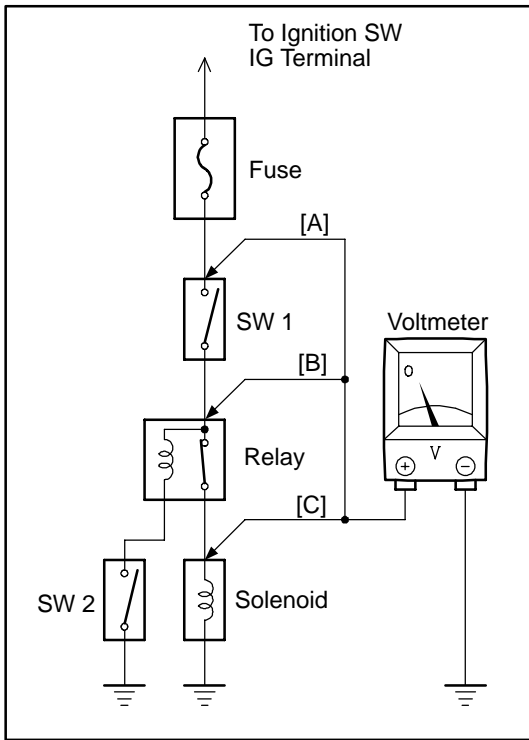 To Ignition SW
IG Terminal
Fuse
[A]
SW 1
Voltmeter
[B]
0
V
Relay
+ −
[C]
SW 2
Solenoid